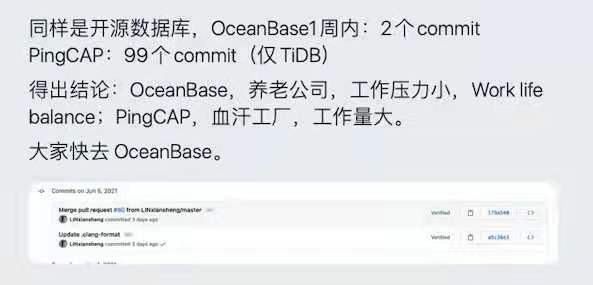 同样是开源数据库，OceanBase1周内：2个commit
PingCAP：99个commit（仅TiDB）
得出结论：OceanBase，养老公司，工作压力小，Work life
balance；PingCAP，血汗工厂，工作量大。
大家快去 OceanBase。
Commits on Jun 5, 2021
Merge pull request #90 from LINxiansheng/master
LINxiansheng committed 3 days ago
Verified
Update .clang-format
LINxiansheng committed 3 days ago
Verified